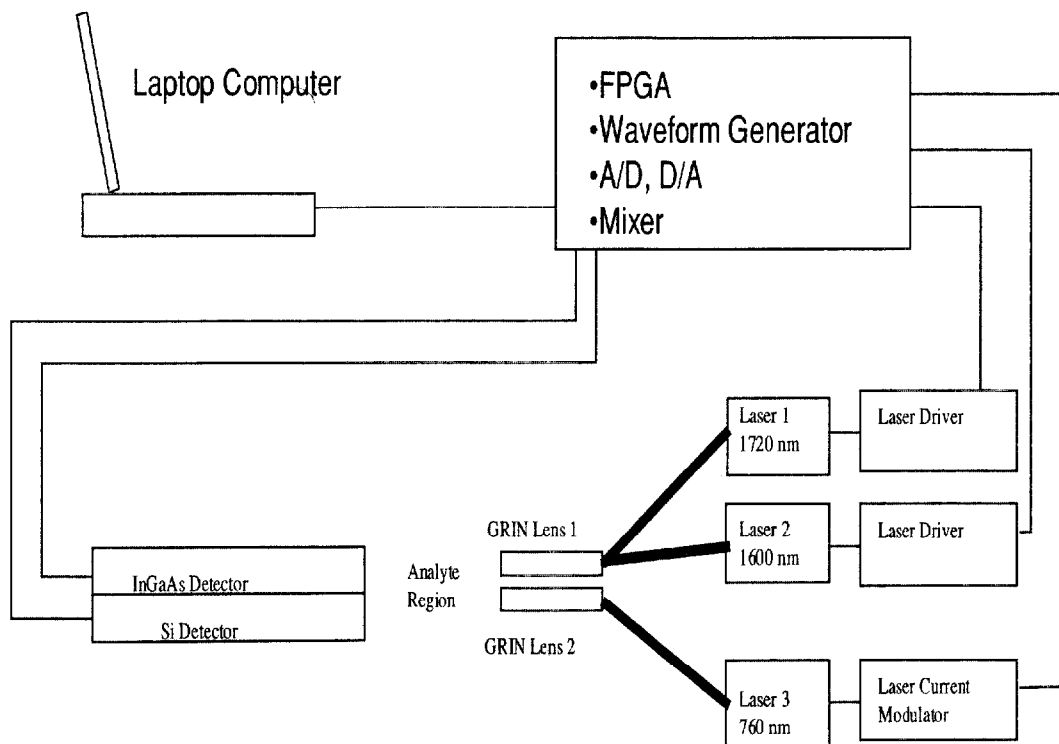 Laptop Computer
•FPGA
•Waveform Generator
•A/D, D/A
•Mixer
Laser 1
1720 nm
Laser Driver
GRIN Lens 1
Laser 2
1600 nm
Laser Driver
InGaAs Detector
Analyte
Region
Si Detector
GRIN Lens 2
Laser 3
760 nm
Laser Current
Modulator